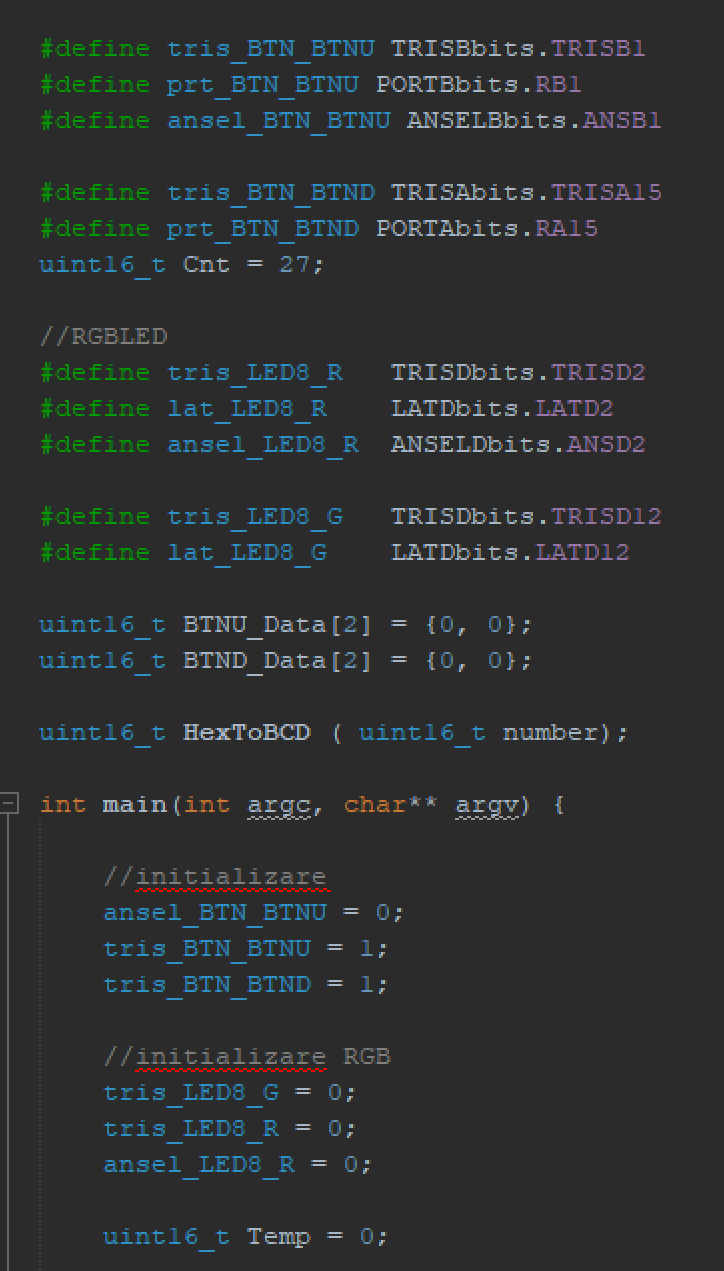 #define tris_BTN_BTNU TRISBbits.TRISB1
#define prt_BTN_BTNU PORTBbits.RB1
#define ansel_BTN_BTNU ANSELBbits.ANSB1
#define tris_BTN_BTND TRISAbits.TRISA15
#define prt_BTN_BTND PORTAbits.RA15
uint16_t Cnt = 27;
//RGBLED
#define tris_LED8_R   TRISDbits.TRISD2
#define lat_LED8_R    LATDbits.LATD2
#define ansel_LED8_R  ANSELDbits.ANSD2
#define tris_LED8_G   TRISDbits.TRISD12
#define lat_LED8_G    LATDbits.LATD12
uint16_t BTNU_Data[2] = {0, 0};
uint16_t BTND_Data[2] = {0, 0};
uint16_t HexToBCD ( uint16_t number);
int main(int argc, char** argv) {
    //initializare
    ansel_BTN_BTNU = 0;
    tris_BTN_BTNU = 1;
    tris_BTN_BTND = 1;
    //initializare RGB
    tris_LED8_G = 0;
    tris_LED8_R = 0;
    ansel_LED8_R = 0;
    uint16_t Temp = 0;